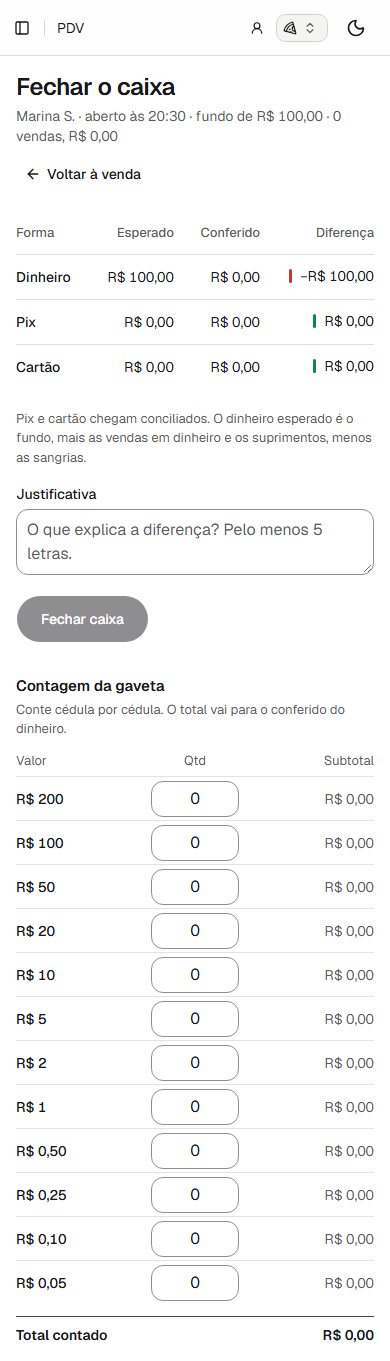 PDV
Fechar o caixa
Marina S. · aberto às 20:30 · fundo de R$ 100,00 · 0
vendas, R$ 0,00
Voltar à venda
Forma Esperado Conferido Diferença
Dinheiro R$ 100,00 R$ 0,00 −R$ 100,00
Pix R$ 0,00 R$ 0,00 R$ 0,00
Cartão R$ 0,00 R$ 0,00 R$ 0,00
Pix e cartão chegam conciliados. O dinheiro esperado é o
fundo, mais as vendas em dinheiro e os suprimentos, menos
as sangrias.
Justificativa
O que explica a diferença? Pelo menos 5
letras.
Fechar caixa
Contagem da gaveta
Conte cédula por cédula. O total vai para o conferido do
dinheiro.
Valor Qtd Subtotal
R$ 200 0 R$ 0,00
R$ 100 0 R$ 0,00
R$ 50 0 R$ 0,00
R$ 20 0 R$ 0,00
R$ 10 0 R$ 0,00
R$ 5 0 R$ 0,00
R$ 2 0 R$ 0,00
R$ 1 0 R$ 0,00
R$ 0,50 0 R$ 0,00
R$ 0,25 0 R$ 0,00
R$ 0,10 0 R$ 0,00
R$ 0,05 0 R$ 0,00
Total contado R$ 0,00